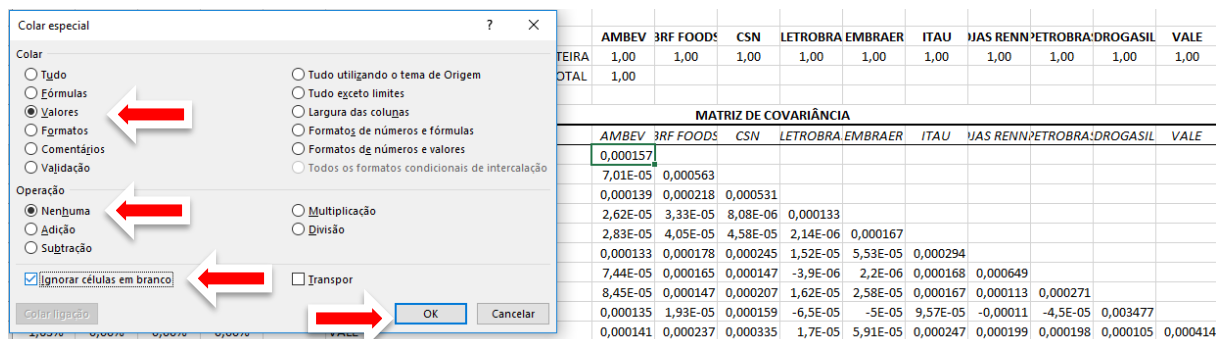 Colar especial ? ×
Colar
Tudo
Fórmulas
Valores
Formatos
Comentários
Validação
Tudo utilizando o tema de Origem
Tudo exceto limites
Largura das colunas
Formatos de números e fórmulas
Formatos de números e valores
Todos os formatos condicionais de intercalação
Operação
Nenhuma
Adição
Subtração
Multiplicação
Divisão
Ignorar células em branco
Transpor
Colar ligação
OK
Cancelar
AMBEV 3RF FOODS CSN LETROBRA EMBRAER ITAU JAS RENN PETROBRA DROGASIL VALE
TEIRA 1,00 1,00 1,00 1,00 1,00 1,00 1,00 1,00 1,00 1,00
OTAL 1,00
MATRIZ DE COVARIÂNCIA
AMBEV 3RF FOODS CSN LETROBRA EMBRAER ITAU JAS RENN PETROBRA DROGASIL VALE
0,000157
7,01E-05 0,000563
0,000139 0,000218 0,000531
2,62E-05 3,33E-05 8,08E-06 0,000133
2,83E-05 4,05E-05 4,58E-05 2,14E-06 0,000167
0,000133 0,000178 0,000245 1,52E-05 5,53E-05 0,000294
7,44E-05 0,000165 0,000147 -3,9E-06 2,2E-06 0,000168 0,000649
8,45E-05 0,000147 0,000207 1,62E-05 2,58E-05 0,000167 0,000113 0,000271
0,000135 1,93E-05 0,000159 -6,5E-05 -5E-05 9,57E-05 -0,00011 -4,5E-05 0,003477
VALE 0,000141 0,000237 0,000335 1,7E-05 5,91E-05 0,000247 0,000199 0,000198 0,000105 0,000414